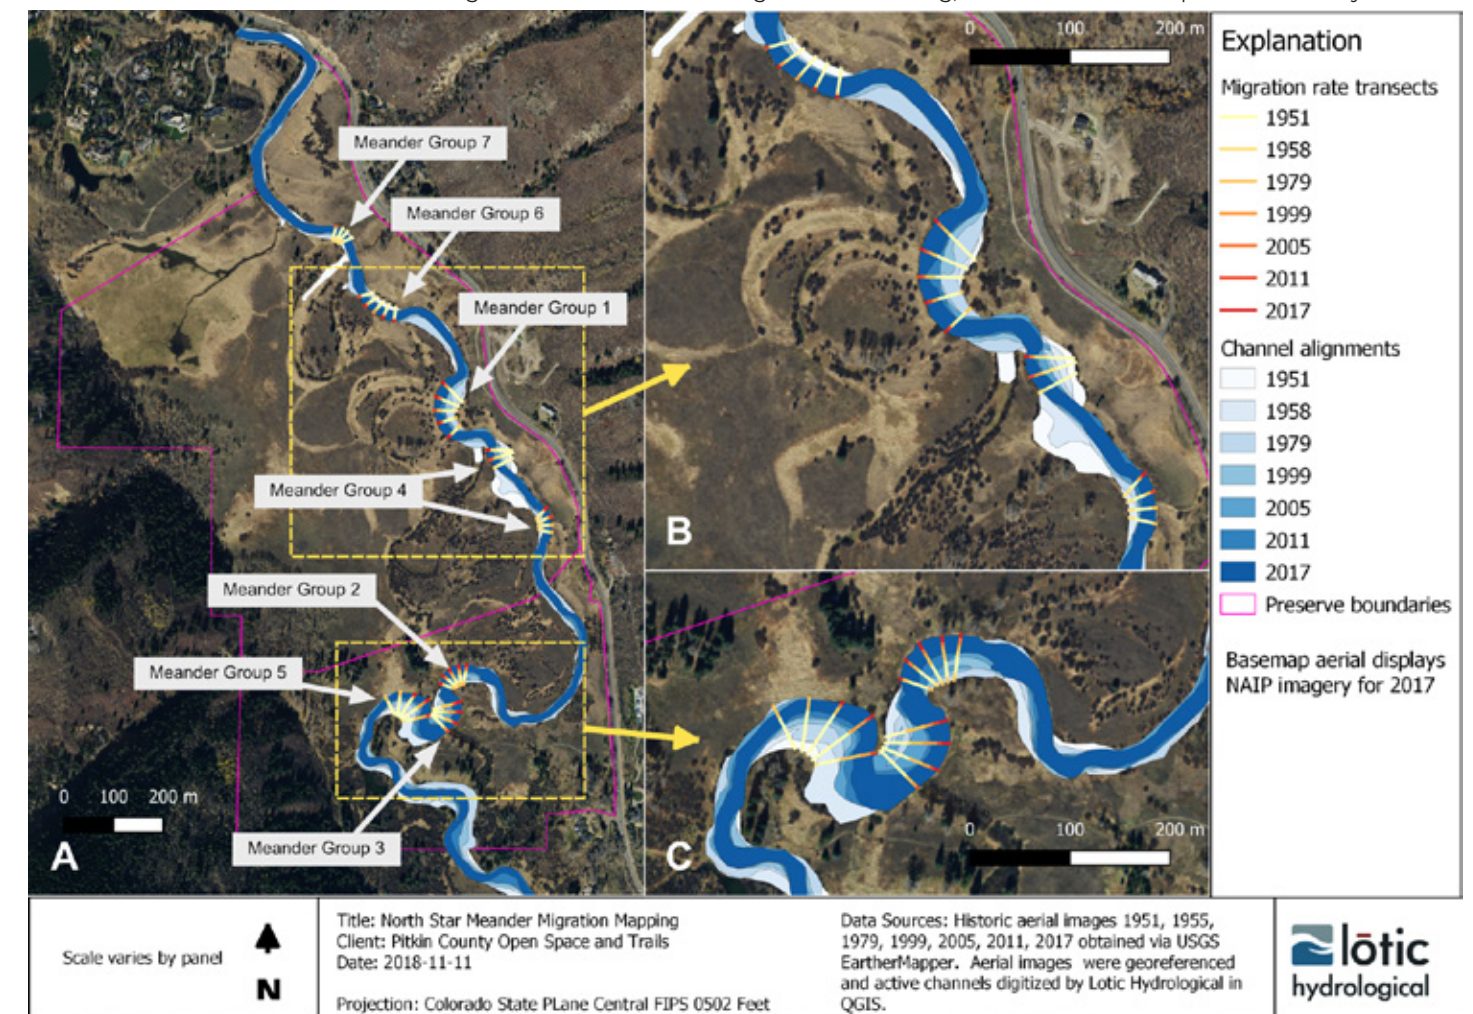 Meander Group 7
Meander Group 6
Meander Group 1
Meander Group 4
Meander Group 2
Meander Group 5
Meander Group 3
0 100 200 m
A
0 100 200 m
B
0 100 200 m
C
Explanation
Migration rate transects
1951
1958
1979
1999
2005
2011
2017
Channel alignments
1951
1958
1979
1999
2005
2011
2017
Preserve boundaries
Basemap aerial displays
NAIP imagery for 2017
Scale varies by panel
N
Title: North Star Meander Migration Mapping
Client: Pitkin County Open Space and Trails
Date: 2018-11-11
Projection: Colorado State PLane Central FIPS 0502 Feet
Data Sources: Historic aerial images 1951, 1955,
1979, 1999, 2005, 2011, 2017 obtained via USGS
EartherMapper. Aerial images were georeferenced
and active channels digitized by Lotic Hydrological in
QGIS.
lōtic
hydrological